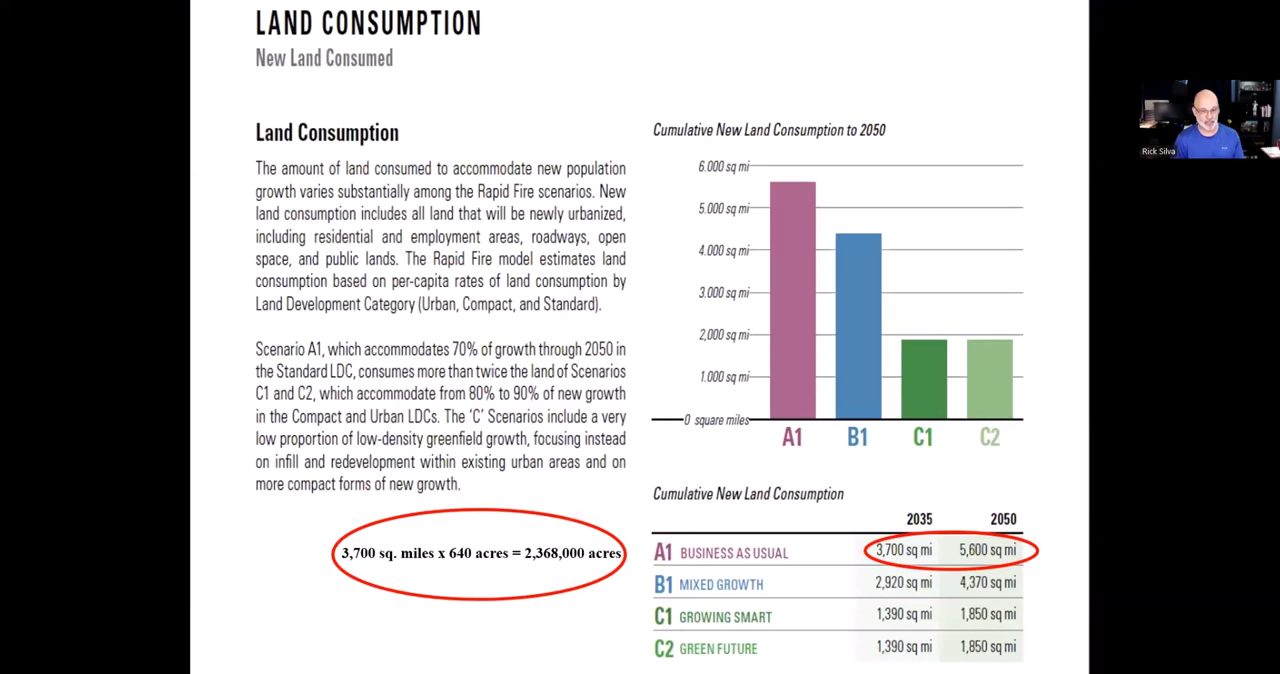 LAND CONSUMPTION
New Land Consumed
Land Consumption
The amount of land consumed to accommodate new population
growth varies substantially among the Rapid Fire scenarios. New
land consumption includes all land that will be newly urbanized,
including residential and employment areas, roadways, open
space, and public lands. The Rapid Fire model estimates land
consumption based on per-capita rates of land consumption by
Land Development Category (Urban, Compact, and Standard).
Scenario A1, which accommodates 70% of growth through 2050 in
the Standard LDC, consumes more than twice the land of Scenarios
C1 and C2, which accommodate from 80% to 90% of new growth
in the Compact and Urban LDCs. The 'C' Scenarios include a very
low proportion of low-density greenfield growth, focusing instead
on infill and redevelopment within existing urban areas and on
more compact forms of new growth.
3,700 sq. miles x 640 acres = 2,368,000 acres
Cumulative New Land Consumption to 2050
6.000 sq mi
5.000 sq mi
4.000 sq mi
3.000 sq mi
2,000 sq mi
1.000 sq mi
0 square miles
A1 B1 C1 C2
Cumulative New Land Consumption
2035 2050
A1 BUSINESS AS USUAL 3,700 sq mi 5,600 sq mi
B1 MIXED GROWTH 2,920 sq mi 4,370 sq mi
C1 GROWING SMART 1,390 sq mi 1,850 sq mi
C2 GREEN FUTURE 1,390 sq mi 1,850 sq mi
Rick Silva